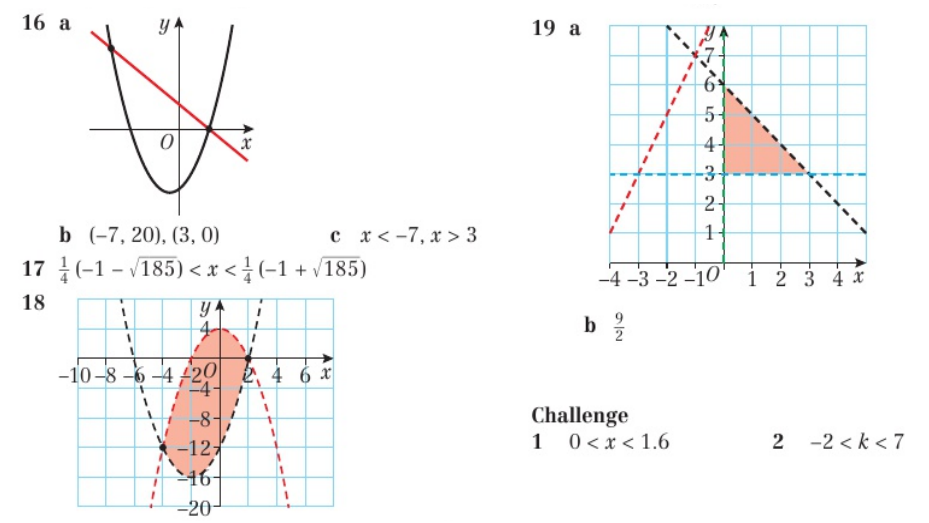 16 a
y
O
x
b (–7, 20), (3, 0) c x < –7, x > 3
17 ¼ (–1 – √185) < x < ¼ (–1 + √185)
18
y
4
–10 –8 –6 –4 –2 O 2 4 6 x
–4
–8
–12
–16
–20
19 a
y
7
6
5
4
3
2
1
–4 –3 –2 –1 O 1 2 3 4 x
b 9/2
Challenge
1 0 < x < 1.6 2 –2 < k < 7